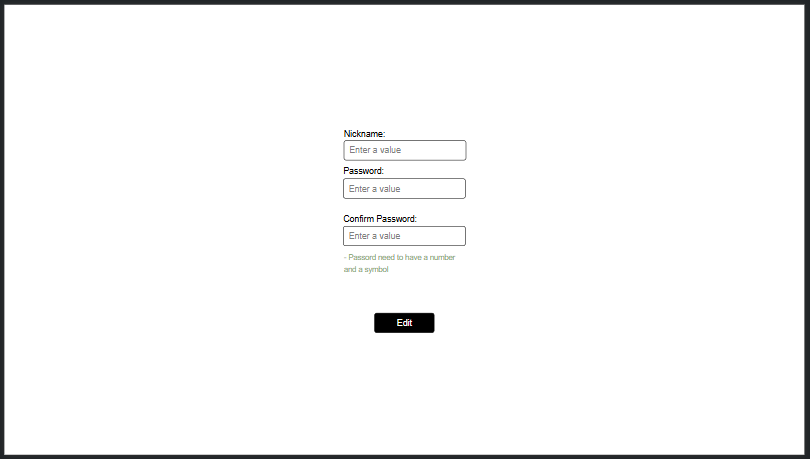 Nickname:
Enter a value
Password:
Enter a value
Confirm Password:
Enter a value
- Passord need to have a number
and a symbol
Edit